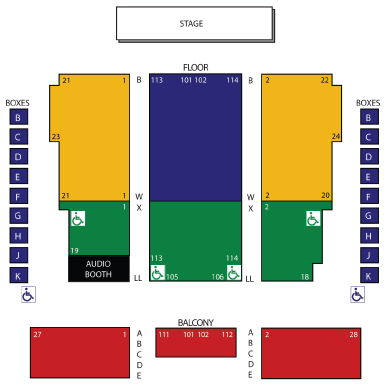 STAGE
FLOOR
21 1 B 113 101 102 114 B 2 22
BOXES BOXES
B B
C C
23 24
D D
E E
F F
21 1 W W 2 20
1 X X 2
G G
H H
19
J J
AUDIO
BOOTH
113 114
K K
105 106
LL LL 18
BALCONY
27 1 A 111 101 102 112 A 2 28
B B
C C
D D
E E